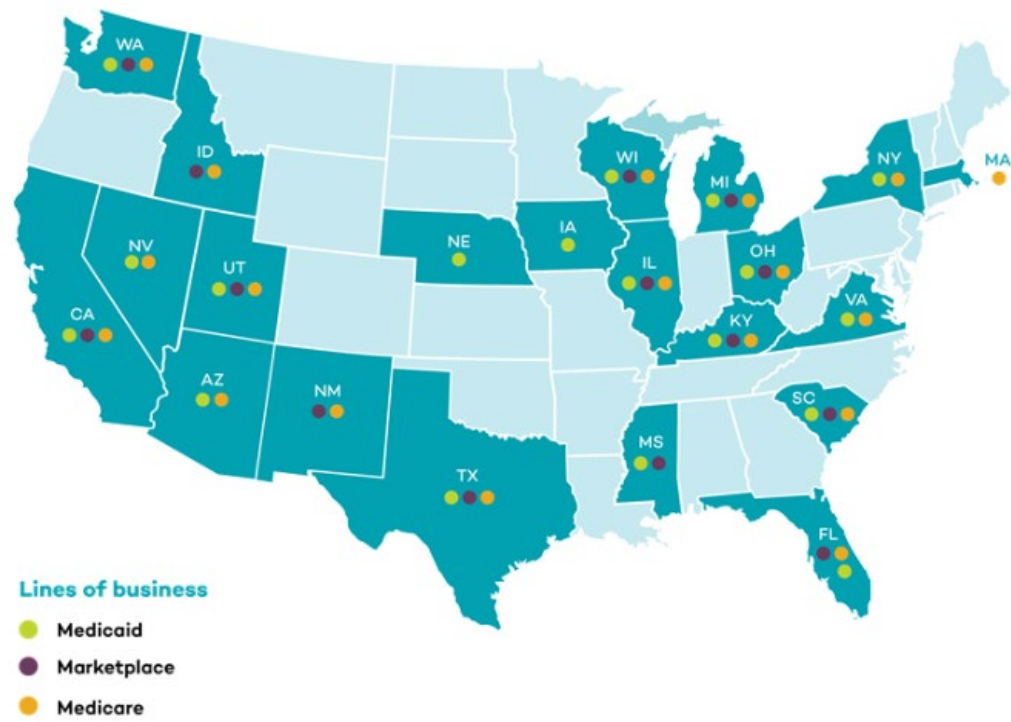 WA
ID
WI
MI
NY
MA
NV
UT
NE
IA
IL
OH
CA
KY
VA
AZ
NM
SC
MS
TX
FL
Lines of business
Medicaid
Marketplace
Medicare